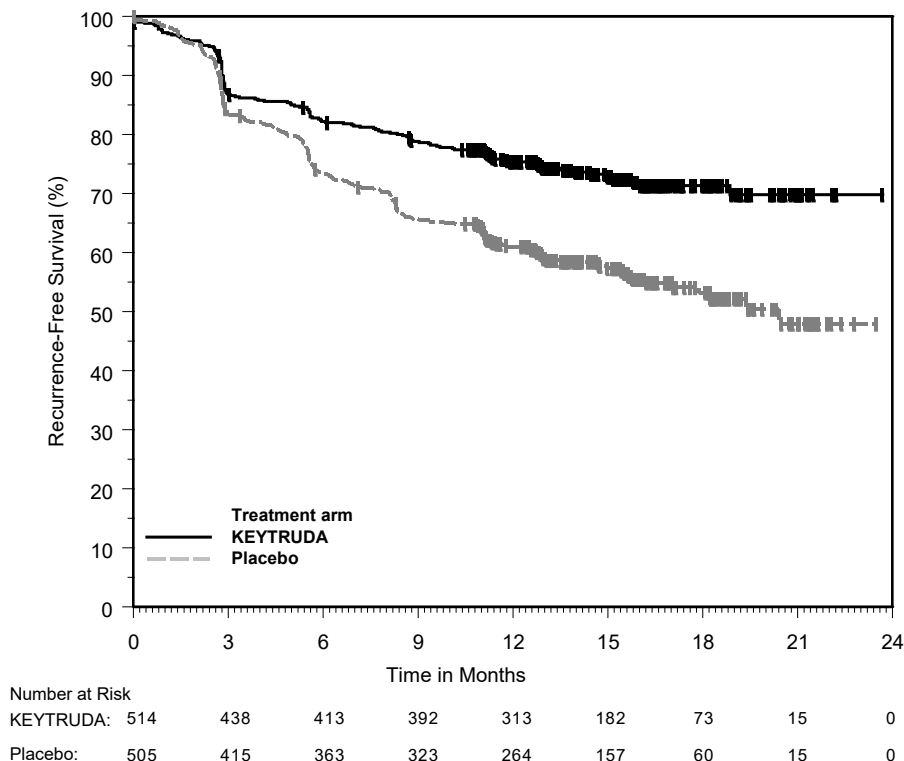 100
90
80
70
60
50
40
30
20
10
0
Recurrence-Free Survival (%)
Treatment arm
KEYTRUDA
Placebo
0 3 6 9 12 15 18 21 24
Time in Months
Number at Risk
KEYTRUDA: 514 438 413 392 313 182 73 15 0
Placebo: 505 415 363 323 264 157 60 15 0